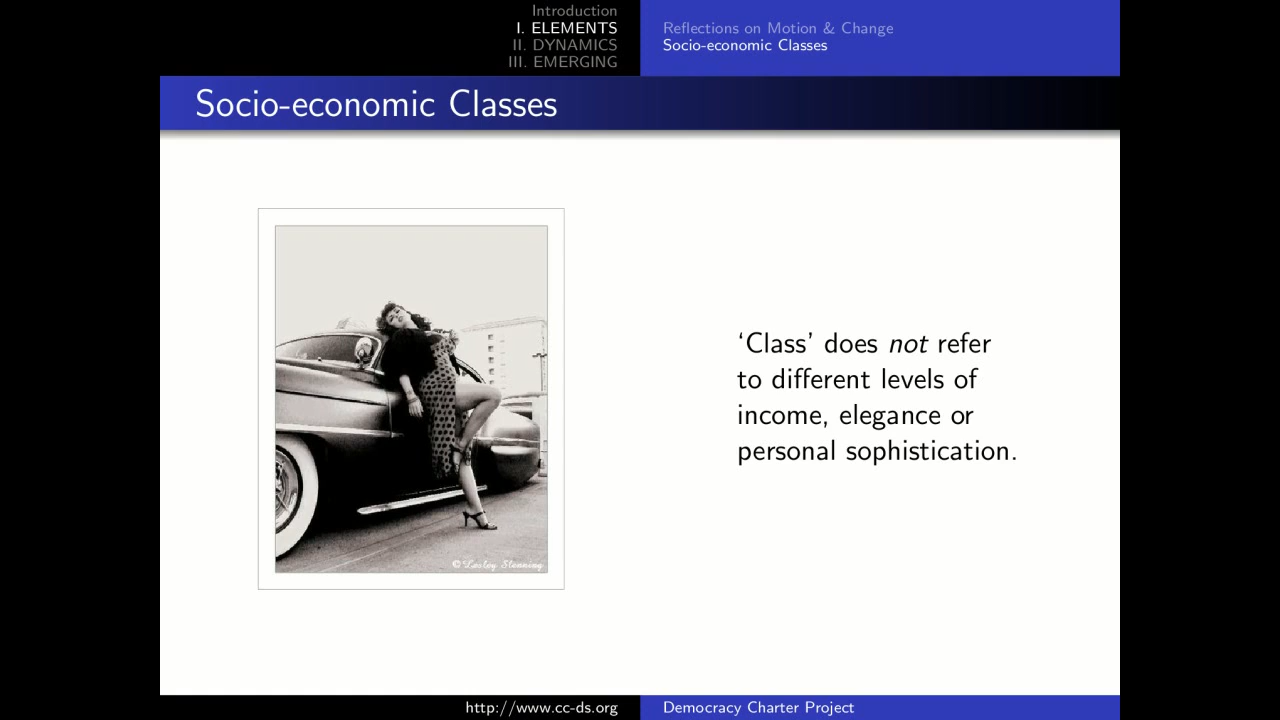 Introduction
I. ELEMENTS
II. DYNAMICS
III. EMERGING
Reflections on Motion & Change
Socio-economic Classes
Socio-economic Classes
‘Class’ does not refer
to different levels of
income, elegance or
personal sophistication.
© Lesley
http://www.cc-ds.org
Democracy Charter Project